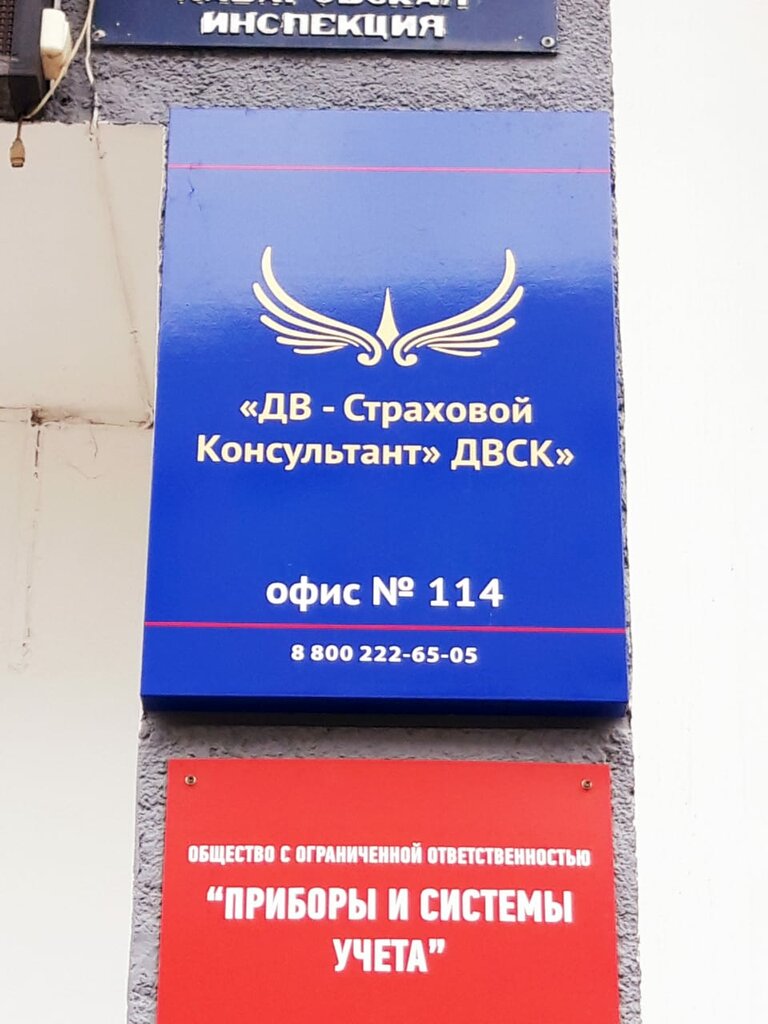 ИНСПЕКЦИЯ
«ДВ - Страховой
Консультант» ДВСК»
офис № 114
8 800 222-65-05
ОБЩЕСТВО С ОГРАНИЧЕННОЙ ОТВЕТСТВЕННОСТЬЮ
“ПРИБОРЫ И СИСТЕМЫ
УЧЕТА”